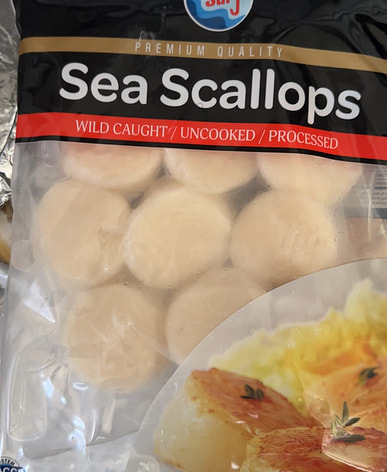 PREMIUM QUALITY
Sea Scallops
WILD CAUGHT / UNCOOKED / PROCESSED